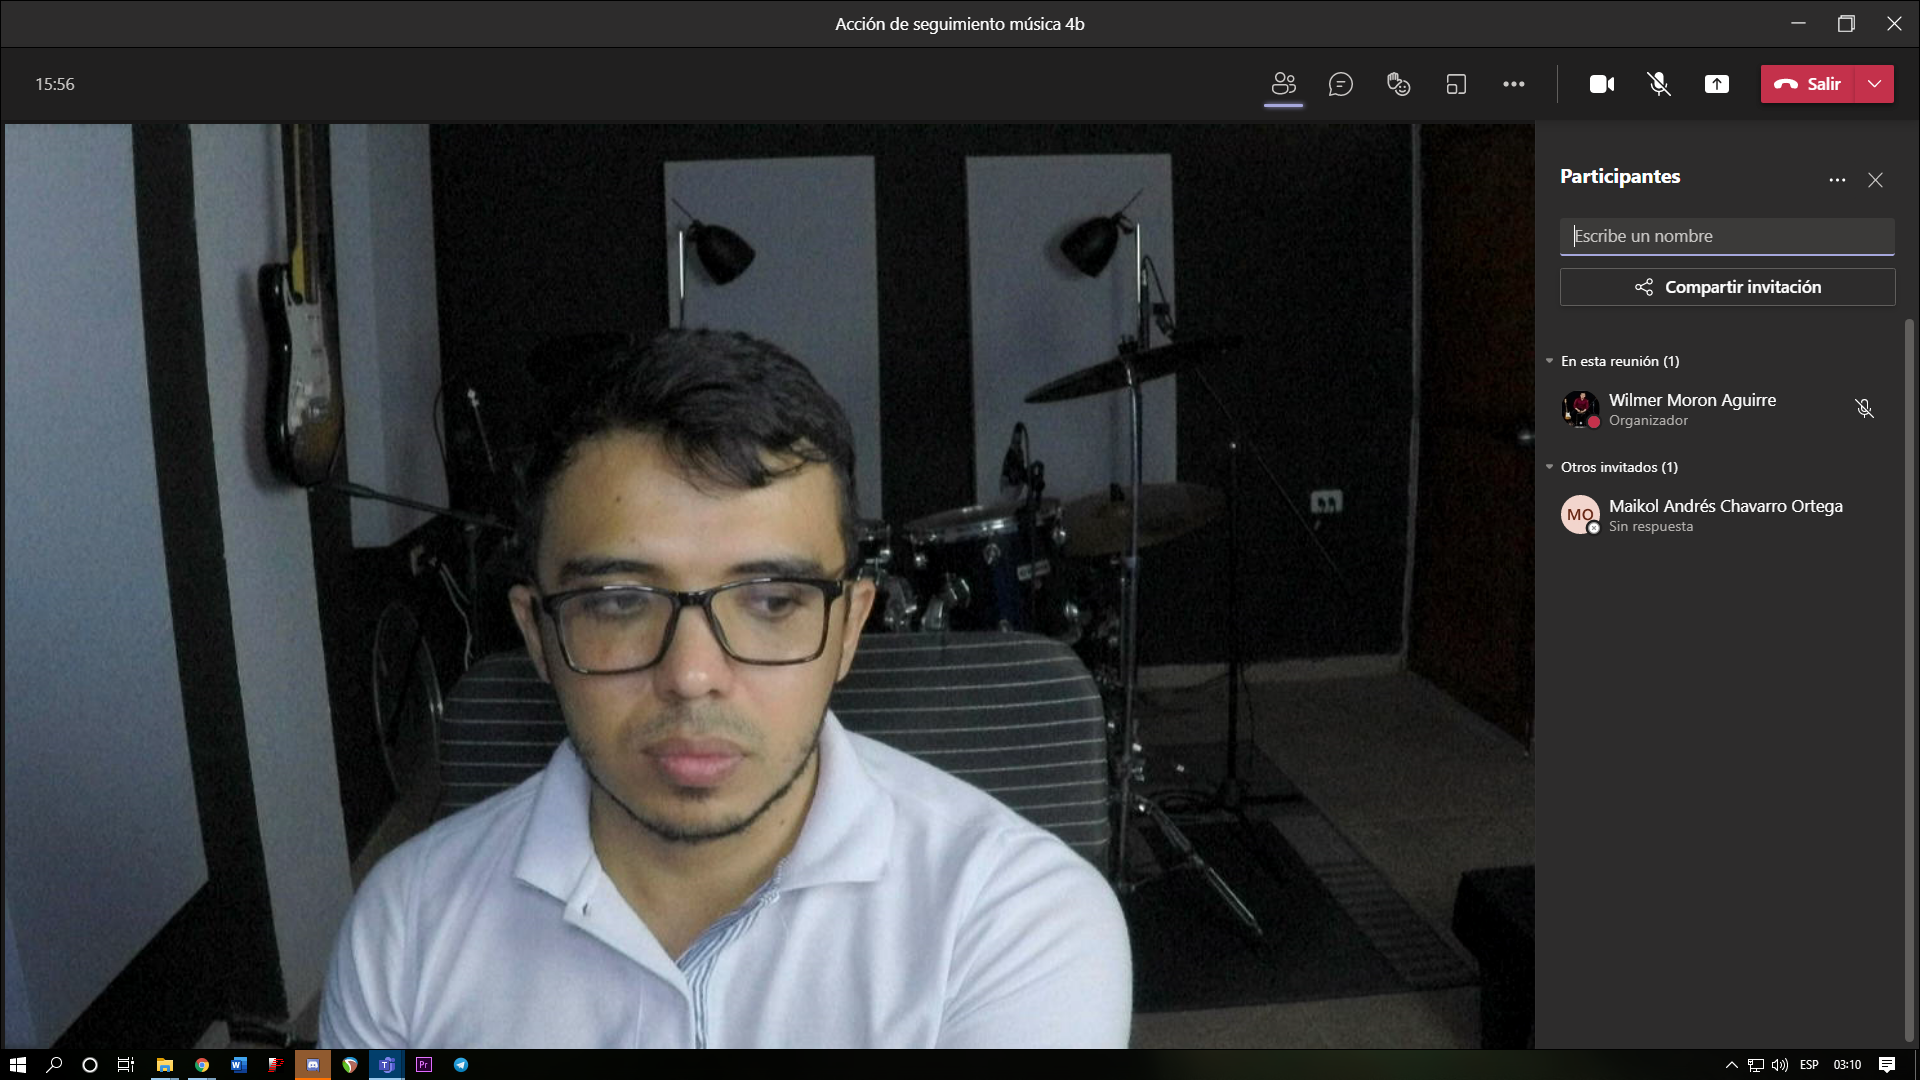 Acción de seguimiento música 4b
15:56
Salir
Participantes
Escribe un nombre
Compartir invitación
En esta reunión (1)
Wilmer Moron Aguirre
Organizador
Otros invitados (1)
MO
Maikol Andrés Chavarro Ortega
Sin respuesta
ESP
03:10